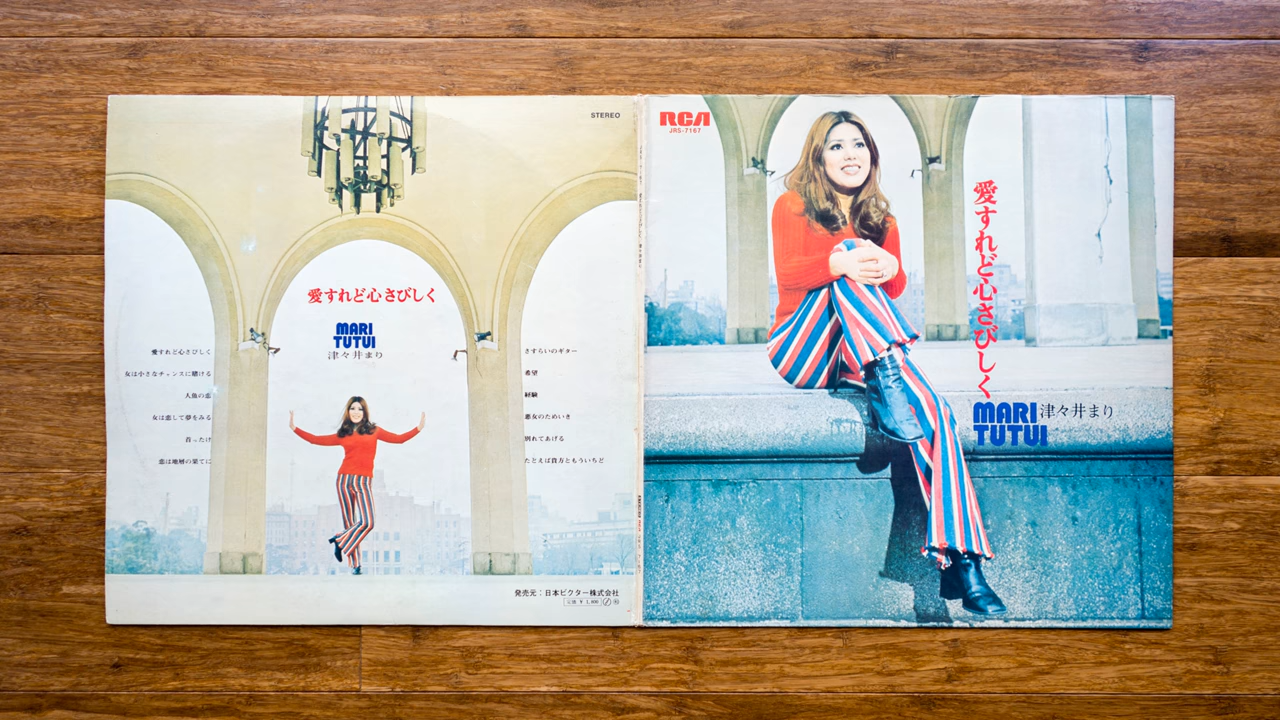 STEREO
愛すれど心さびしく
MARI
TUTUI
津々井まり
愛すれど心さびしく
女は小さなチャンスに賭ける
人魚の恋
女は恋して夢をみる
首ったけ
恋は地層の果てに
さすらいのギター
希望
経験
悪女のためいき
別れてあげる
たとえば貴方ともういちど
発売元:日本ビクター株式会社
RCA
JRS-7167
愛すれど心さびしく
MARI 津々井まり
TUTUI